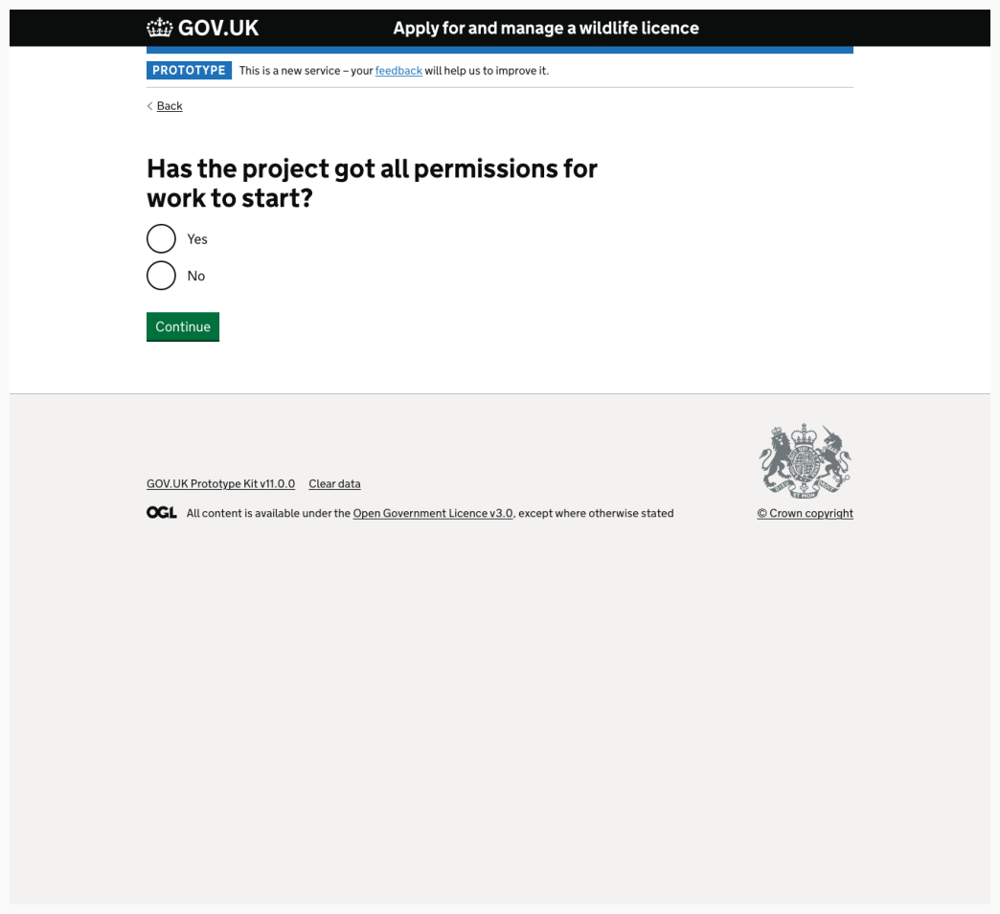 GOV.UK
Apply for and manage a wildlife licence
PROTOTYPE This is a new service – your feedback will help us to improve it.
Back
Has the project got all permissions for
work to start?
Yes
No
Continue
GOV.UK Prototype Kit v11.0.0 Clear data
OGL All content is available under the Open Government Licence v3.0, except where otherwise stated
© Crown copyright